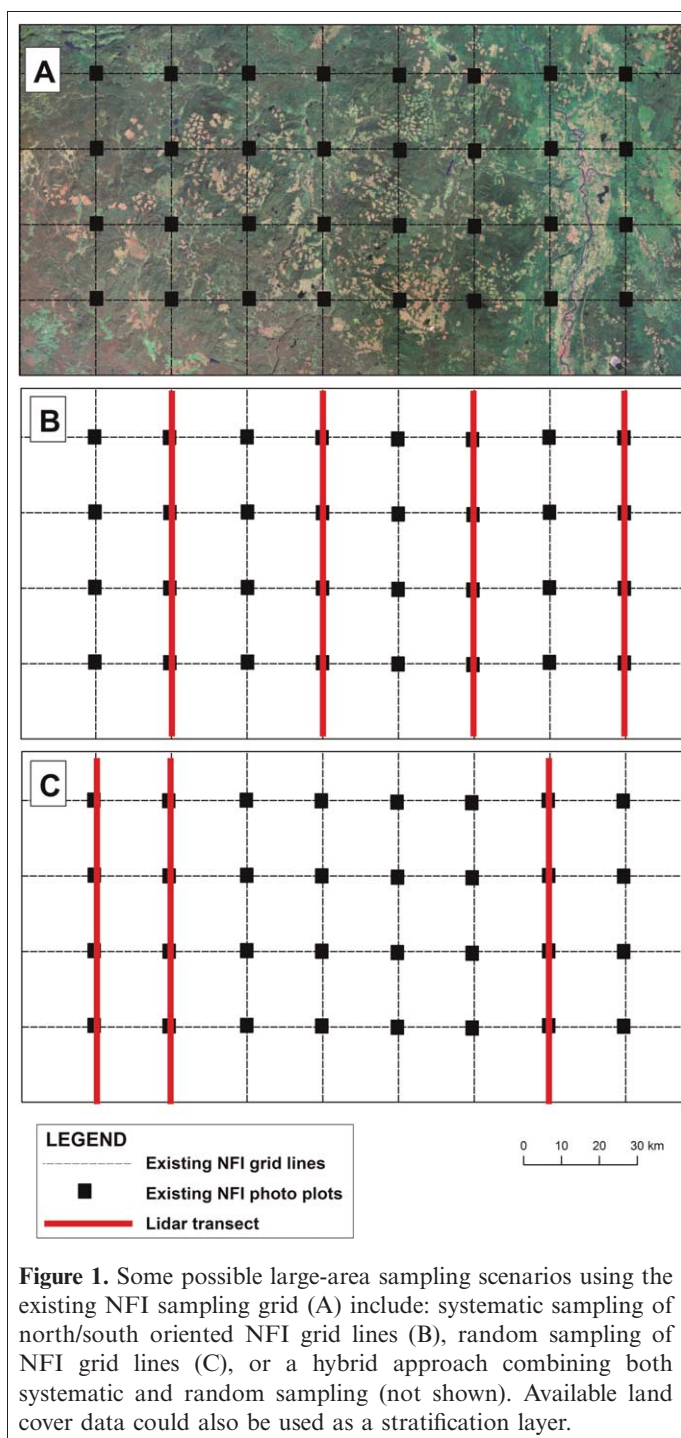 A
B
C
LEGEND
Existing NFI grid lines
Existing NFI photo plots
Lidar transect
0 10 20 30 km
Figure 1. Some possible large-area sampling scenarios using the
existing NFI sampling grid (A) include: systematic sampling of
north/south oriented NFI grid lines (B), random sampling of
NFI grid lines (C), or a hybrid approach combining both
systematic and random sampling (not shown). Available land
cover data could also be used as a stratification layer.